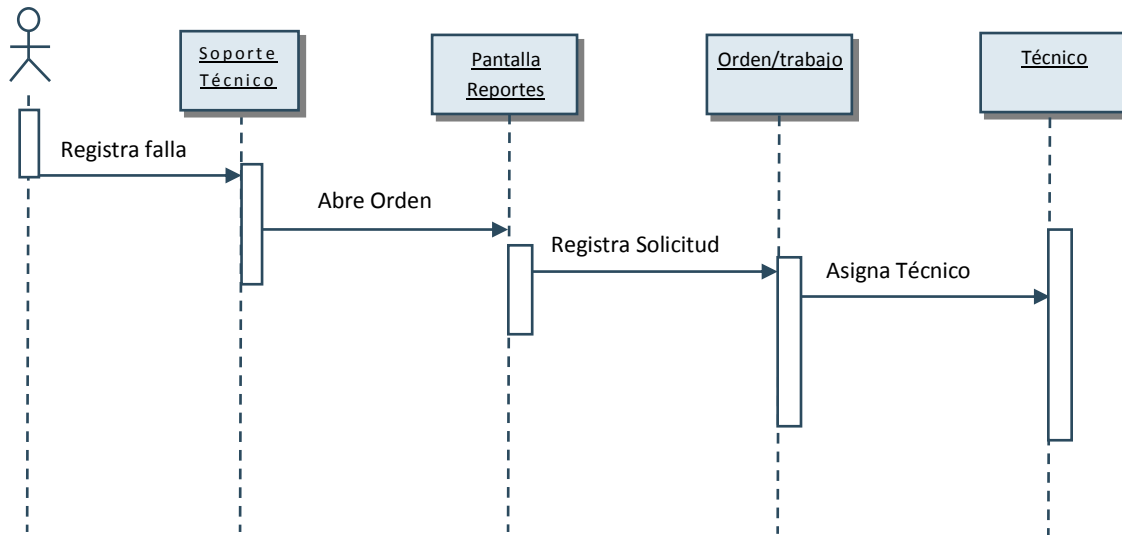 Soporte
Técnico
Pantalla
Reportes
Orden/trabajo
Técnico
Registra falla
Abre Orden
Registra Solicitud
Asigna Técnico